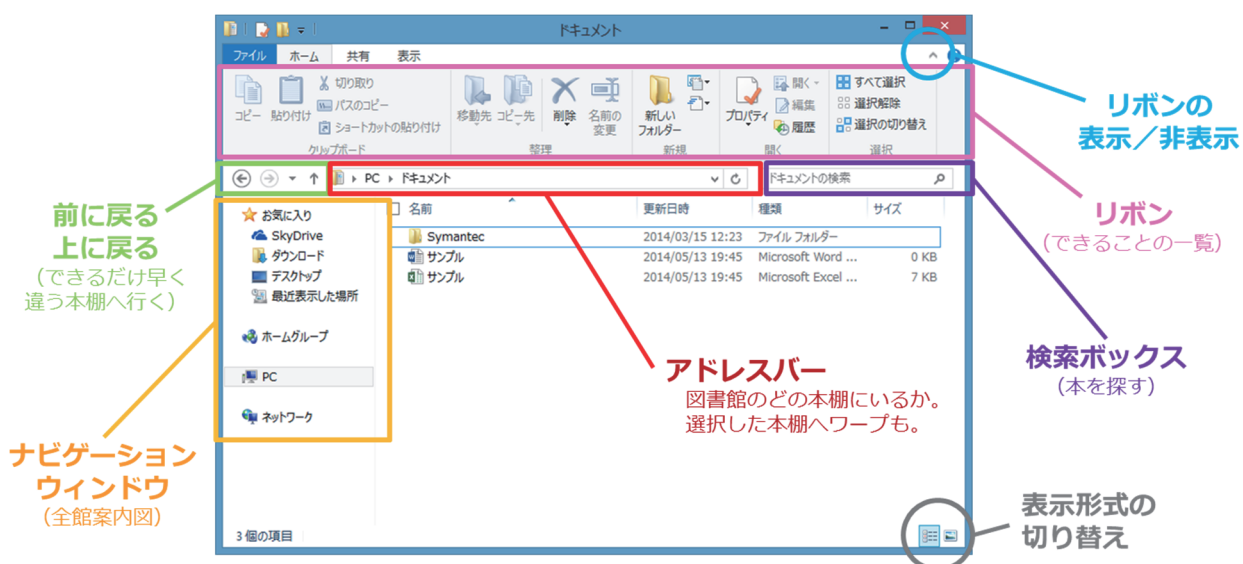 ドキュメント
ファイル ホーム 共有 表示
コピー 貼り付け
切り取り
パスのコピー
ショートカットの貼り付け
クリップボード
移動先 コピー先 削除 名前の
変更
整理
新しい
フォルダー
新規
プロパティ
開く
編集
履歴
開く
すべて選択
選択解除
選択の切り替え
選択
リボンの
表示/非表示
PC ドキュメント
ドキュメントの検索
前に戻る
上に戻る
(できるだけ早く
違う本棚へ行く)
リボン
(できることの一覧)
お気に入り
SkyDrive
ダウンロード
デスクトップ
最近表示した場所
ホームグループ
PC
ネットワーク
名前 更新日時 種類 サイズ
Symantec 2014/03/15 12:23 ファイル フォルダー
サンプル 2014/05/13 19:45 Microsoft Word ... 0 KB
サンプル 2014/05/13 19:45 Microsoft Excel ... 7 KB
アドレスバー
図書館のどの本棚にいるか。
選択した本棚へワープも。
検索ボックス
(本を探す)
ナビゲーション
ウィンドウ
(全館案内図)
表示形式の
切り替え
3 個の項目